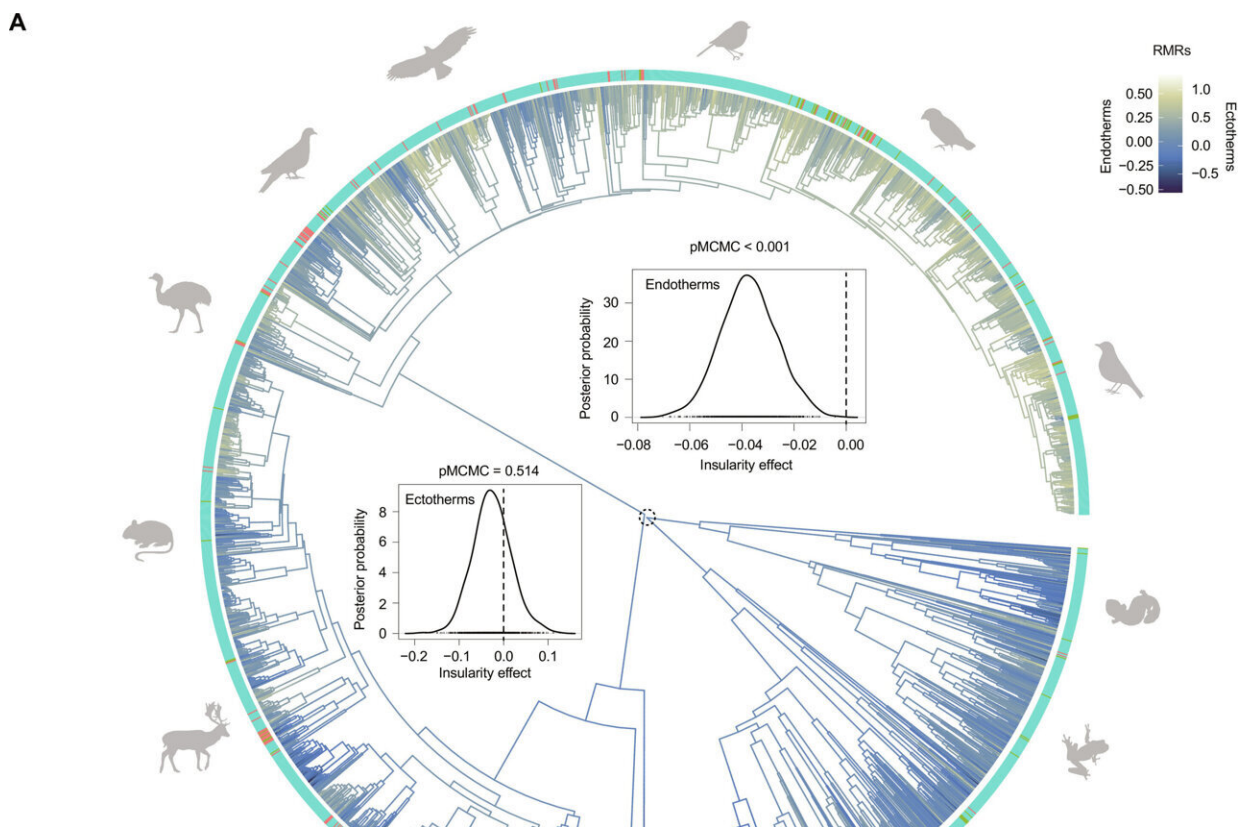 A
RMRs
Endotherms
0.50
0.25
0.00
−0.25
−0.50
1.0
0.5
0.0
−0.5
Ectotherms
pMCMC < 0.001
Endotherms
Posterior probability
30
20
10
0
−0.08 −0.06 −0.04 −0.02 0.00
Insularity effect
pMCMC = 0.514
Ectotherms
Posterior probability
8
6
4
2
0
−0.2 −0.1 0.0 0.1
Insularity effect